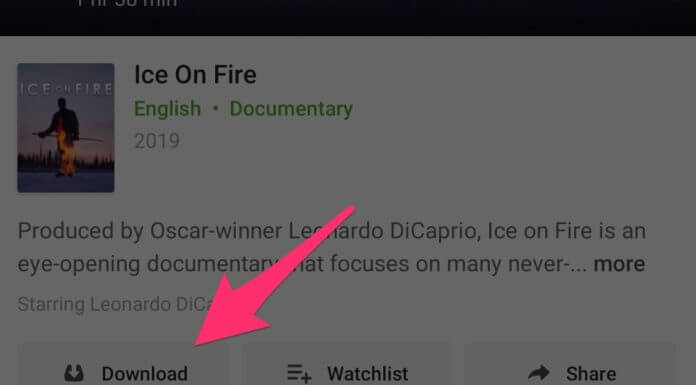 1 hr 38 min
ICE ON FIRE
Ice On Fire
English • Documentary
2019
Produced by Oscar-winner Leonardo DiCaprio, Ice on Fire is an
eye-opening documentary that focuses on many never-... more
Starring Leonardo DiCa
Download
Watchlist
Share